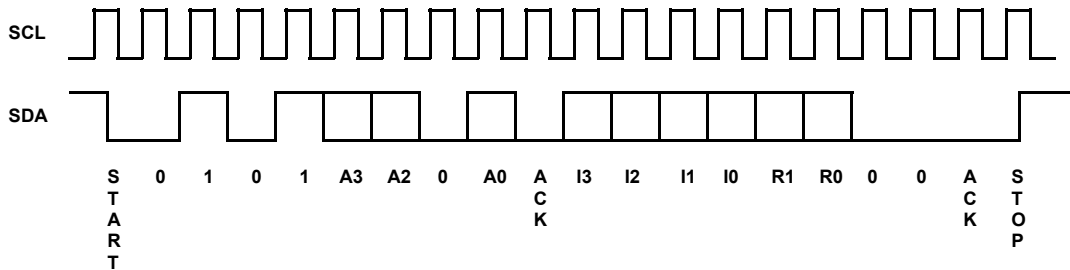 SCL
SDA
START 0 1 0 1 A3 A2 0 A0 ACK I3 I2 I1 I0 R1 R0 0 0 ACK STOP